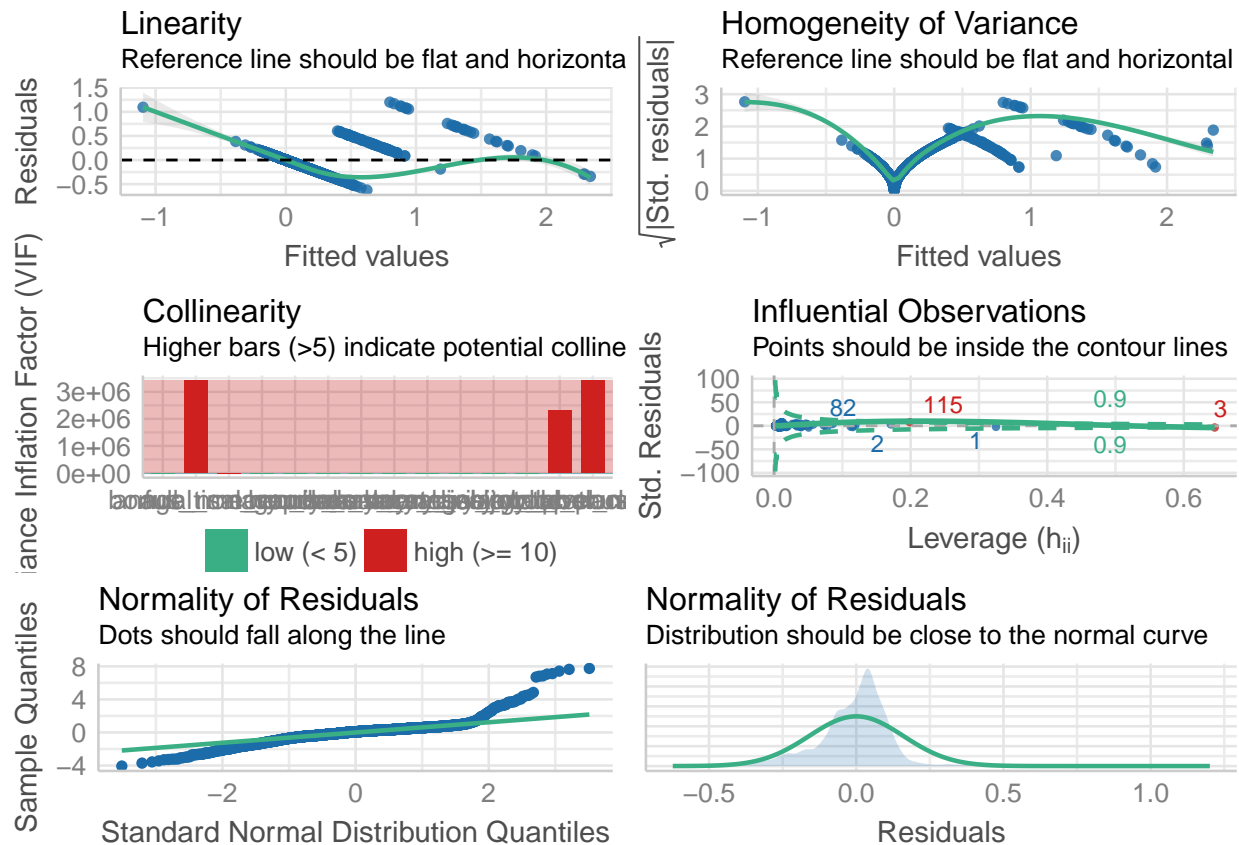 Linearity
Reference line should be flat and horizonta
Residuals
1.5
1.0
0.5
0.0
−0.5
−1
0
1
2
Fitted values
Homogeneity of Variance
Reference line should be flat and horizontal
√|Std. residuals|
3
2
1
0
−1
0
1
2
Fitted values
Collinearity
Higher bars (>5) indicate potential colline
iance Inflation Factor (VIF)
3e+06
2e+06
1e+06
0e+00
low (< 5)
high (>= 10)
Influential Observations
Points should be inside the contour lines
Std. Residuals
100
50
0
−50
−100
82
115
0.9
3
2
1
0.9
0.0
0.2
0.4
0.6
Leverage (hii)
Normality of Residuals
Dots should fall along the line
Sample Quantiles
8
4
0
−4
−2
0
2
Standard Normal Distribution Quantiles
Normality of Residuals
Distribution should be close to the normal curve
−0.5
0.0
0.5
1.0
Residuals